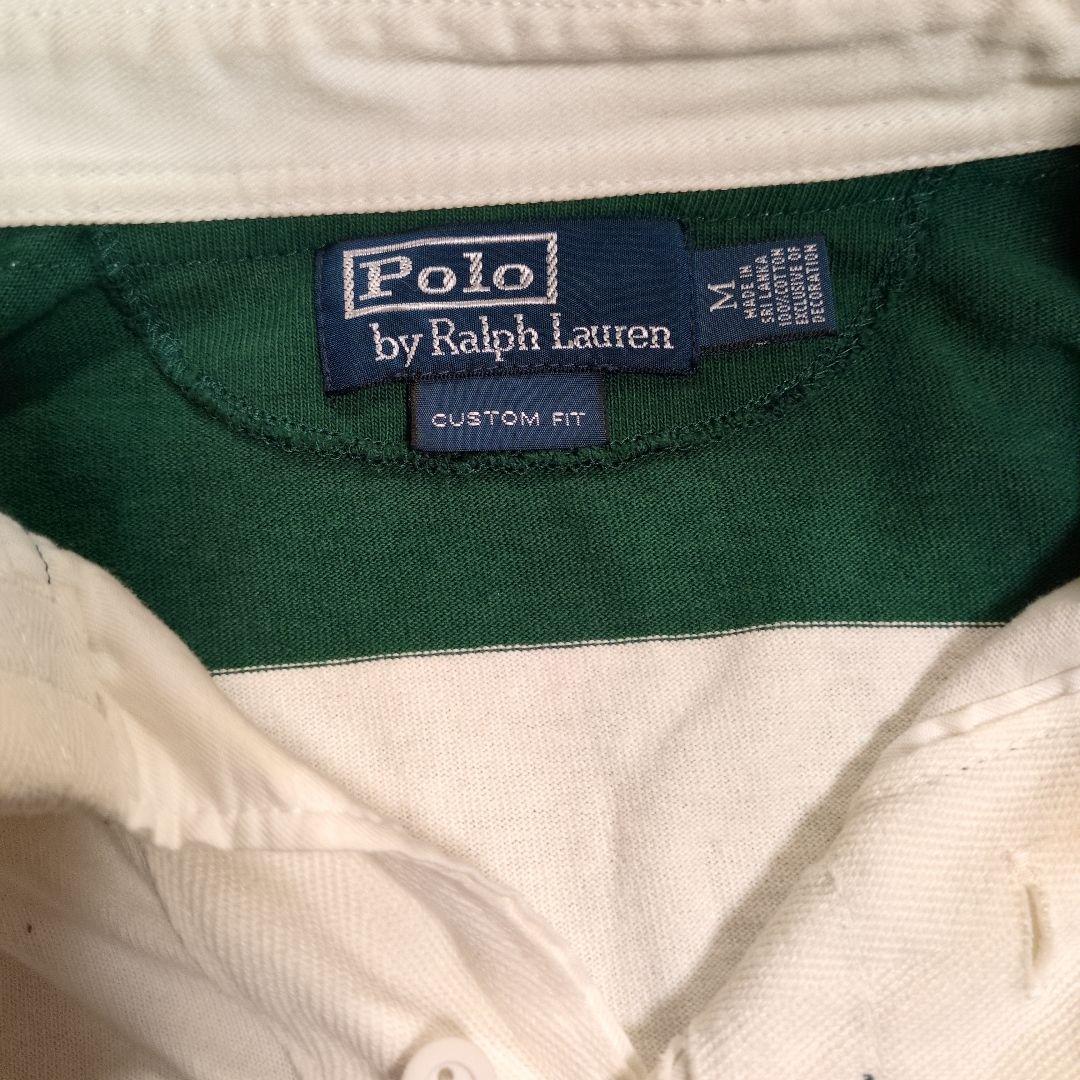 Polo
by Ralph Lauren
CUSTOM FIT
M
MADE IN
SRI LANKA
100% COTTON
EXCLUSIVE OF
DECORATION